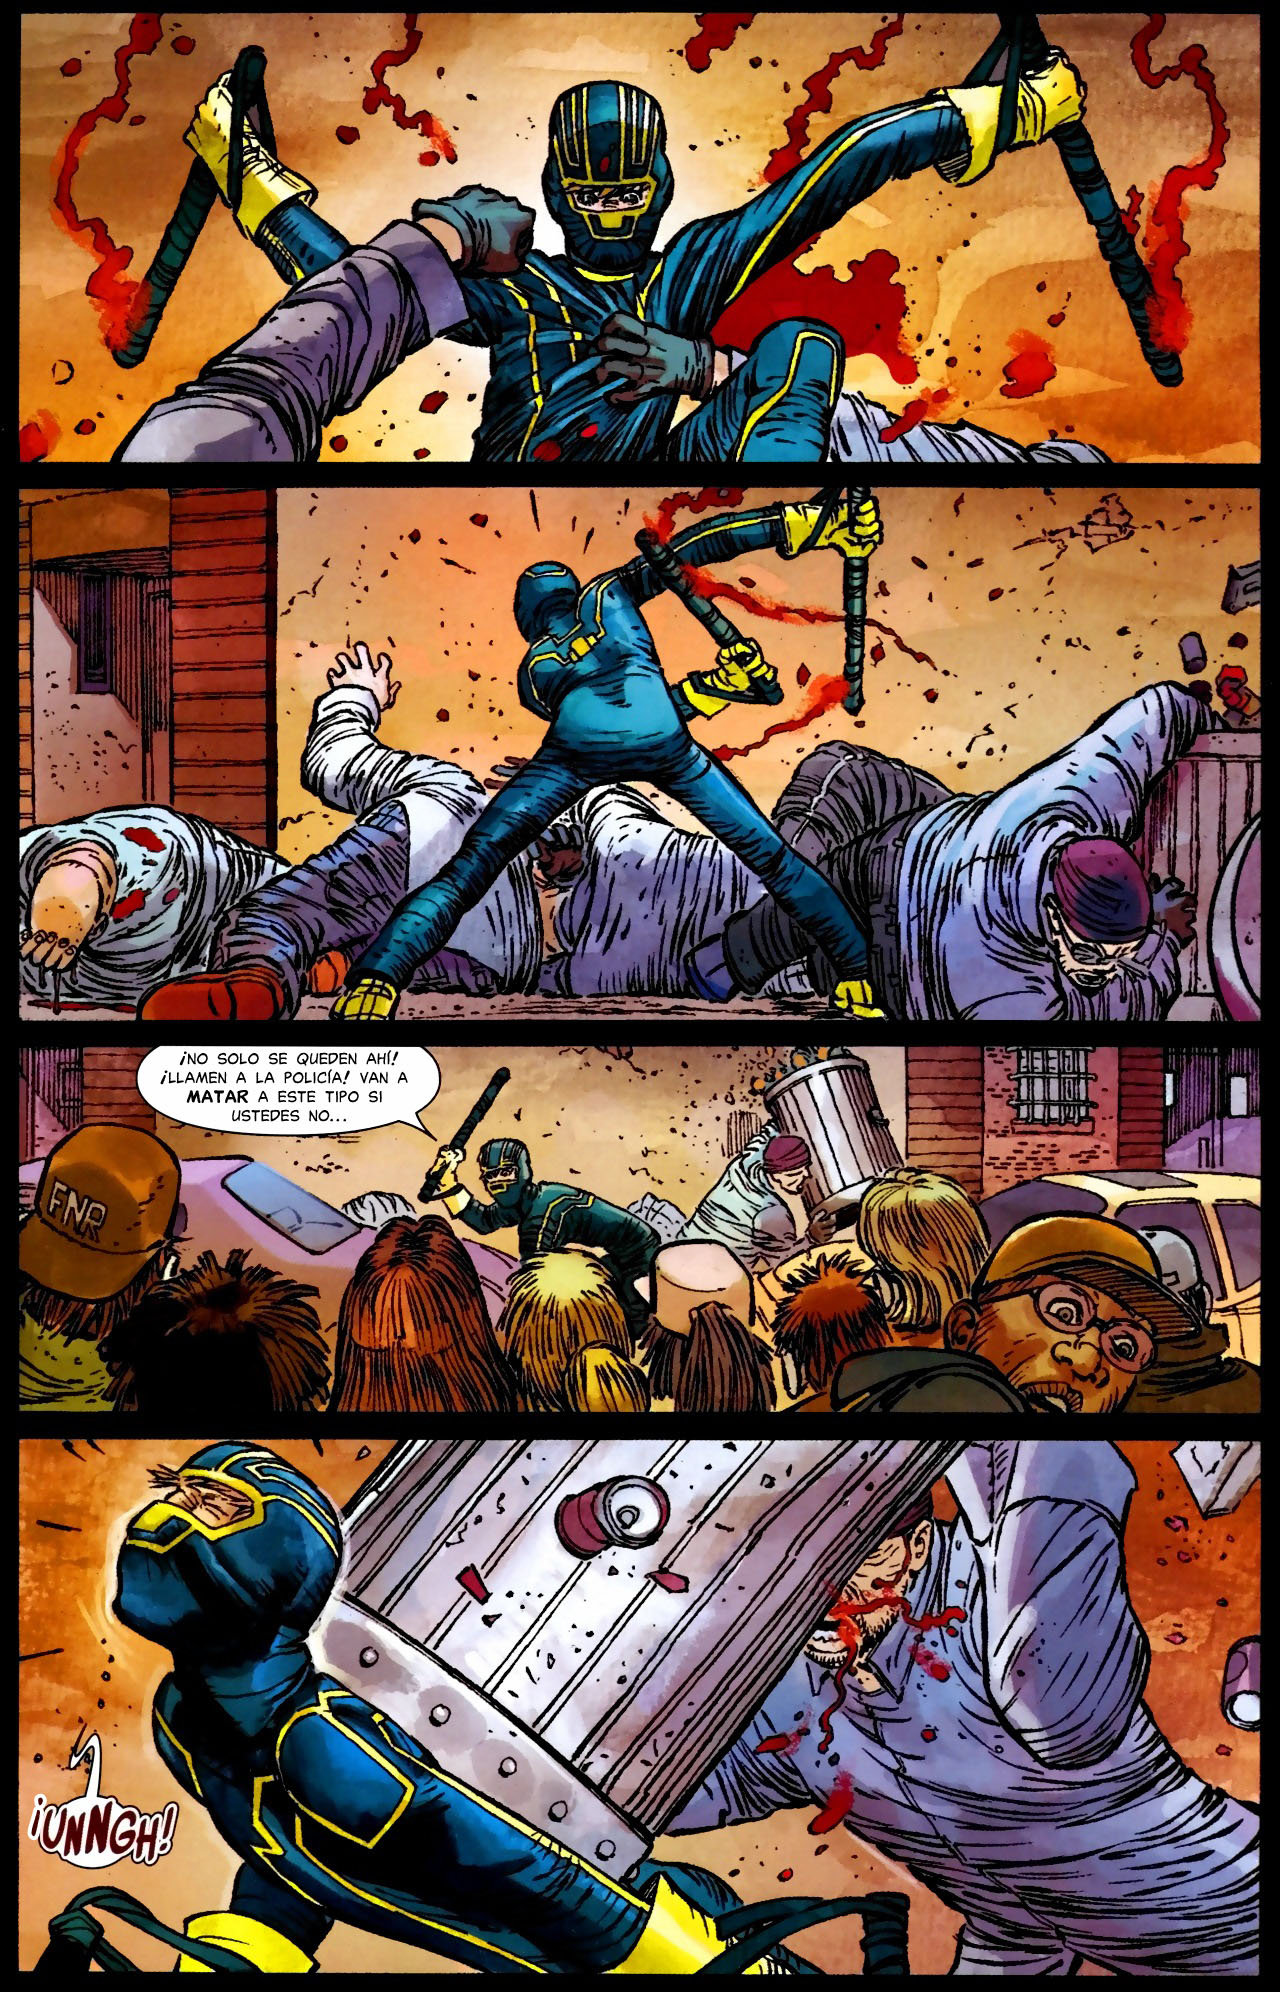 ¡NO SOLO SE QUEDEN AHÍ!
¡LLAMEN A LA POLICÍA! VAN A
MATAR A ESTE TIPO SI
USTEDES NO...
FNR
¡UNNGH!